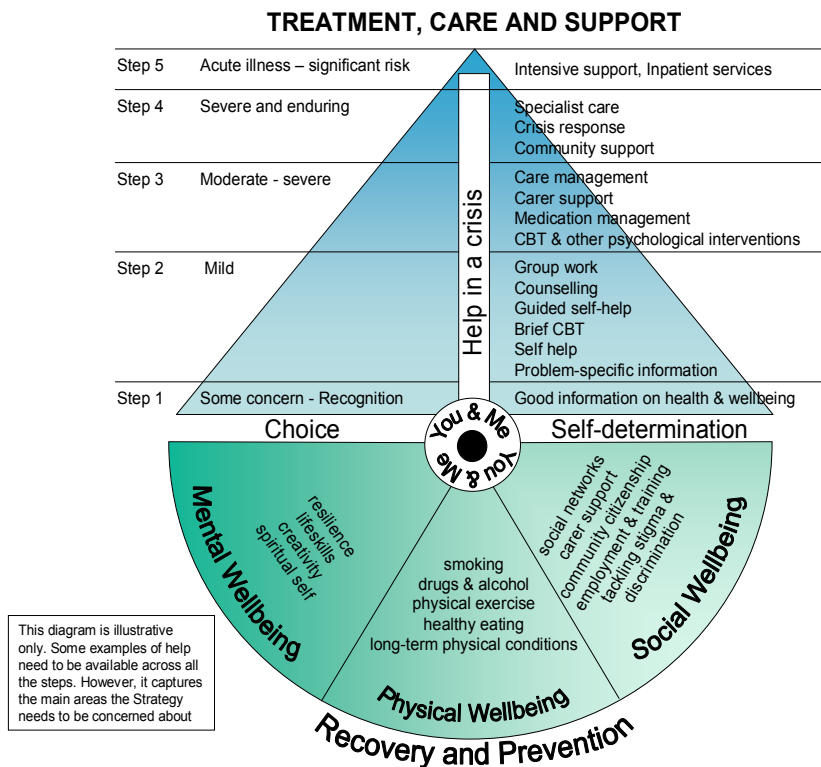 TREATMENT, CARE AND SUPPORT
Step 5 Acute illness – significant risk Intensive support, Inpatient services
Step 4 Severe and enduring Specialist care
Crisis response
Community support
Step 3 Moderate - severe Care management
Carer support
Medication management
CBT & other psychological interventions
Step 2 Mild Group work
Counselling
Guided self-help
Brief CBT
Self help
Problem-specific information
Step 1 Some concern - Recognition Good information on health & wellbeing
Help in a crisis
Choice
Self-determination
You & Me
You & Me
Mental Wellbeing
resilience
lifeskills
creativity
spiritual self
smoking
drugs & alcohol
physical exercise
healthy eating
long-term physical conditions
Physical Wellbeing
social networks
carer support
community citizenship
employment & training
tackling stigma &
discrimination
Social Wellbeing
Recovery and Prevention
This diagram is illustrative
only. Some examples of help
need to be available across all
the steps. However, it captures
the main areas the Strategy
needs to be concerned about